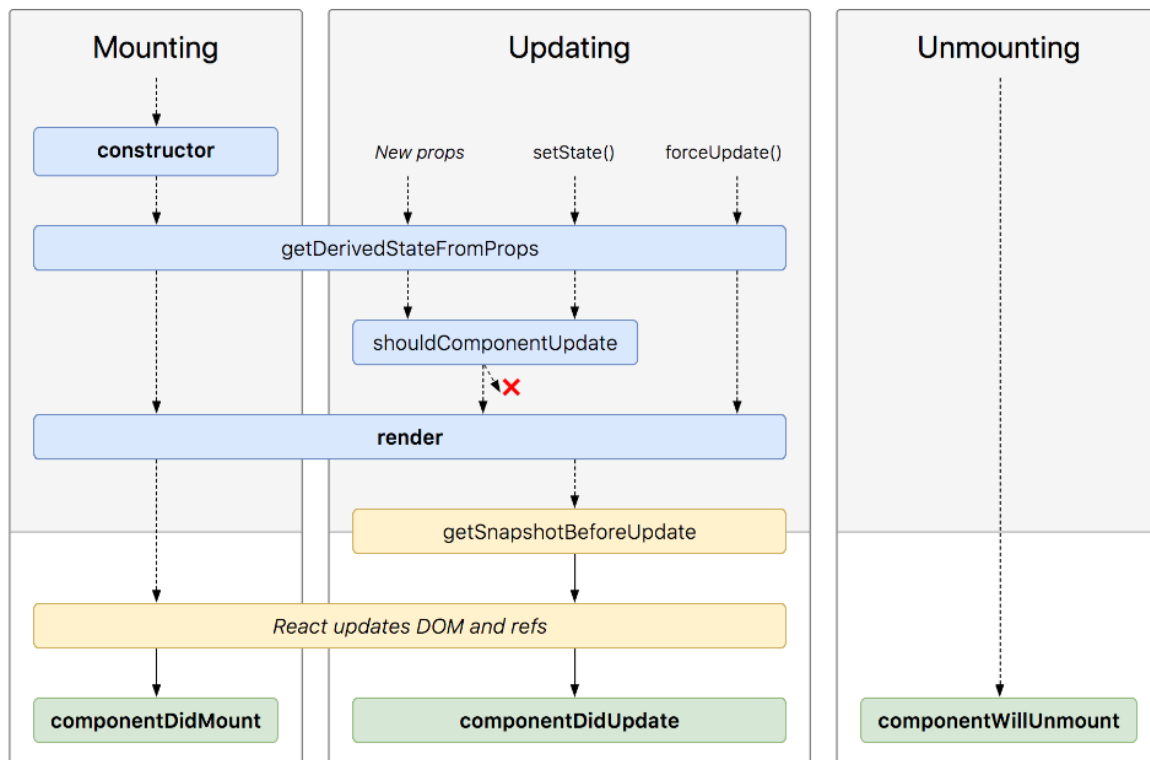 Mounting
Updating
Unmounting
constructor
New props
setState()
forceUpdate()
getDerivedStateFromProps
shouldComponentUpdate
render
getSnapshotBeforeUpdate
React updates DOM and refs
componentDidMount
componentDidUpdate
componentWillUnmount